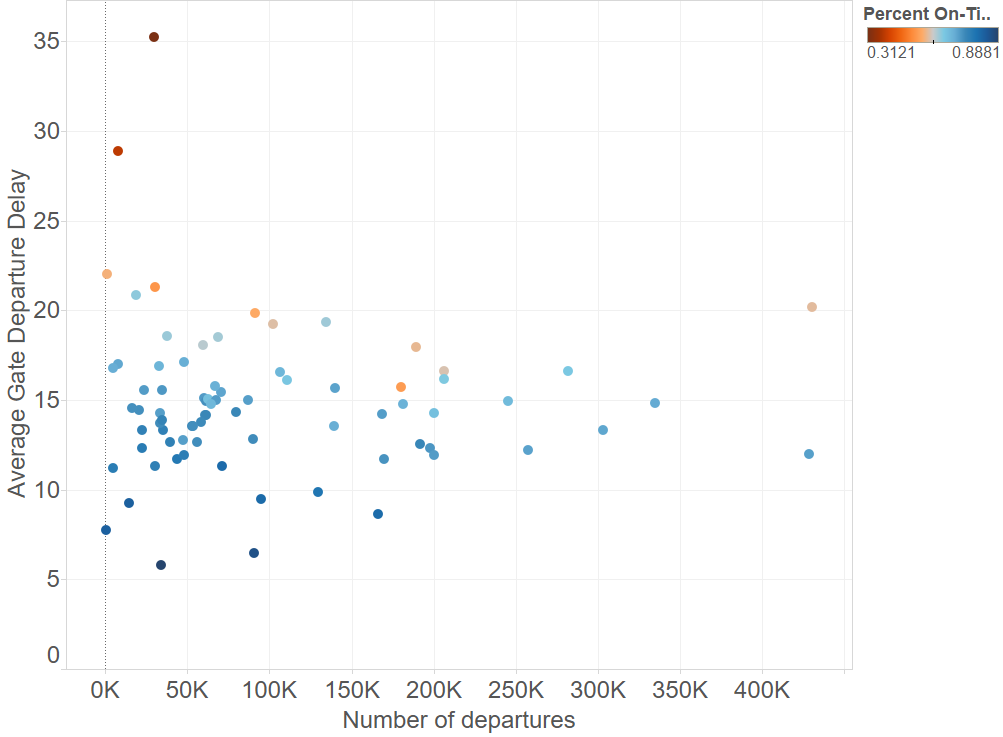 Percent On-Ti..
0.3121 0.8881
35
30
25
20
15
10
5
0
Average Gate Departure Delay
0K 50K 100K 150K 200K 250K 300K 350K 400K
Number of departures